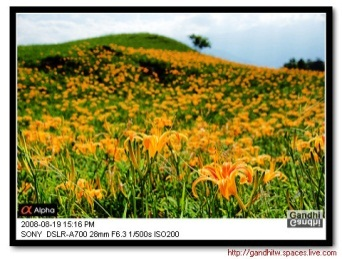 α Alpha
Gandhi
Gandhi
2008-08-19 15:16 PM
SONY DSLR-A700 28mm F6.3 1/500s ISO200
http://gandhitw.spaces.live.com